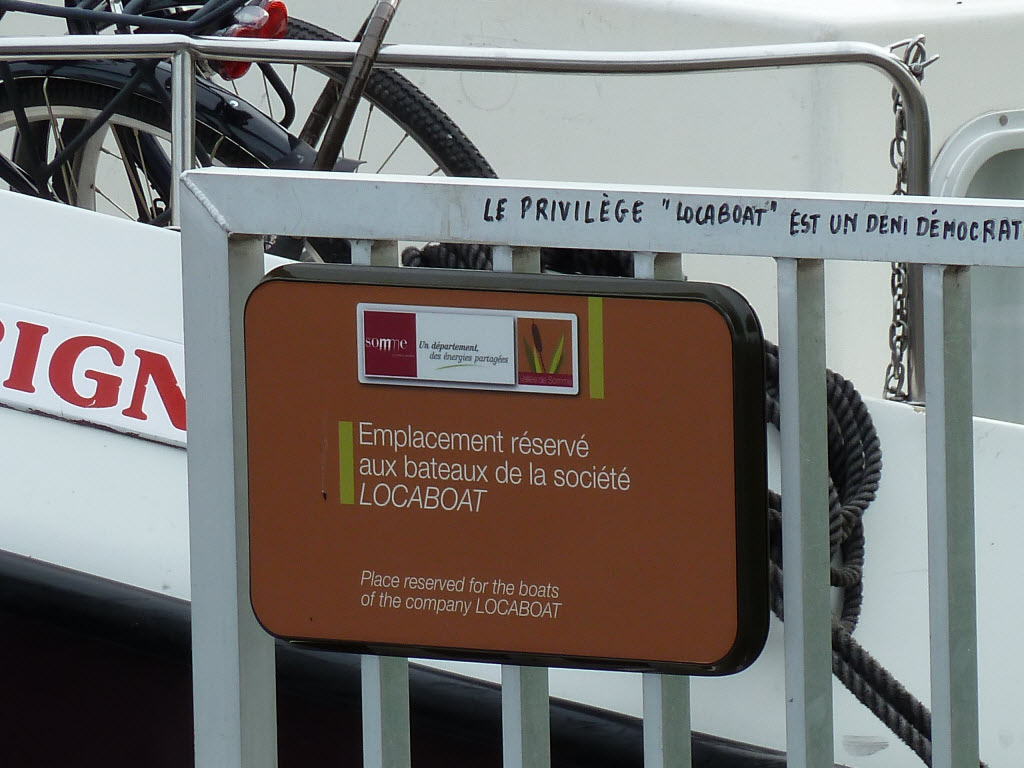 LE PRIVILÈGE "LOCABOAT" EST UN DENI DÉMOCRAT
somme
Un département,
des énergies partagées
PIGN
Emplacement réservé
aux bateaux de la société
LOCABOAT
Place reserved for the boats
of the company LOCABOAT